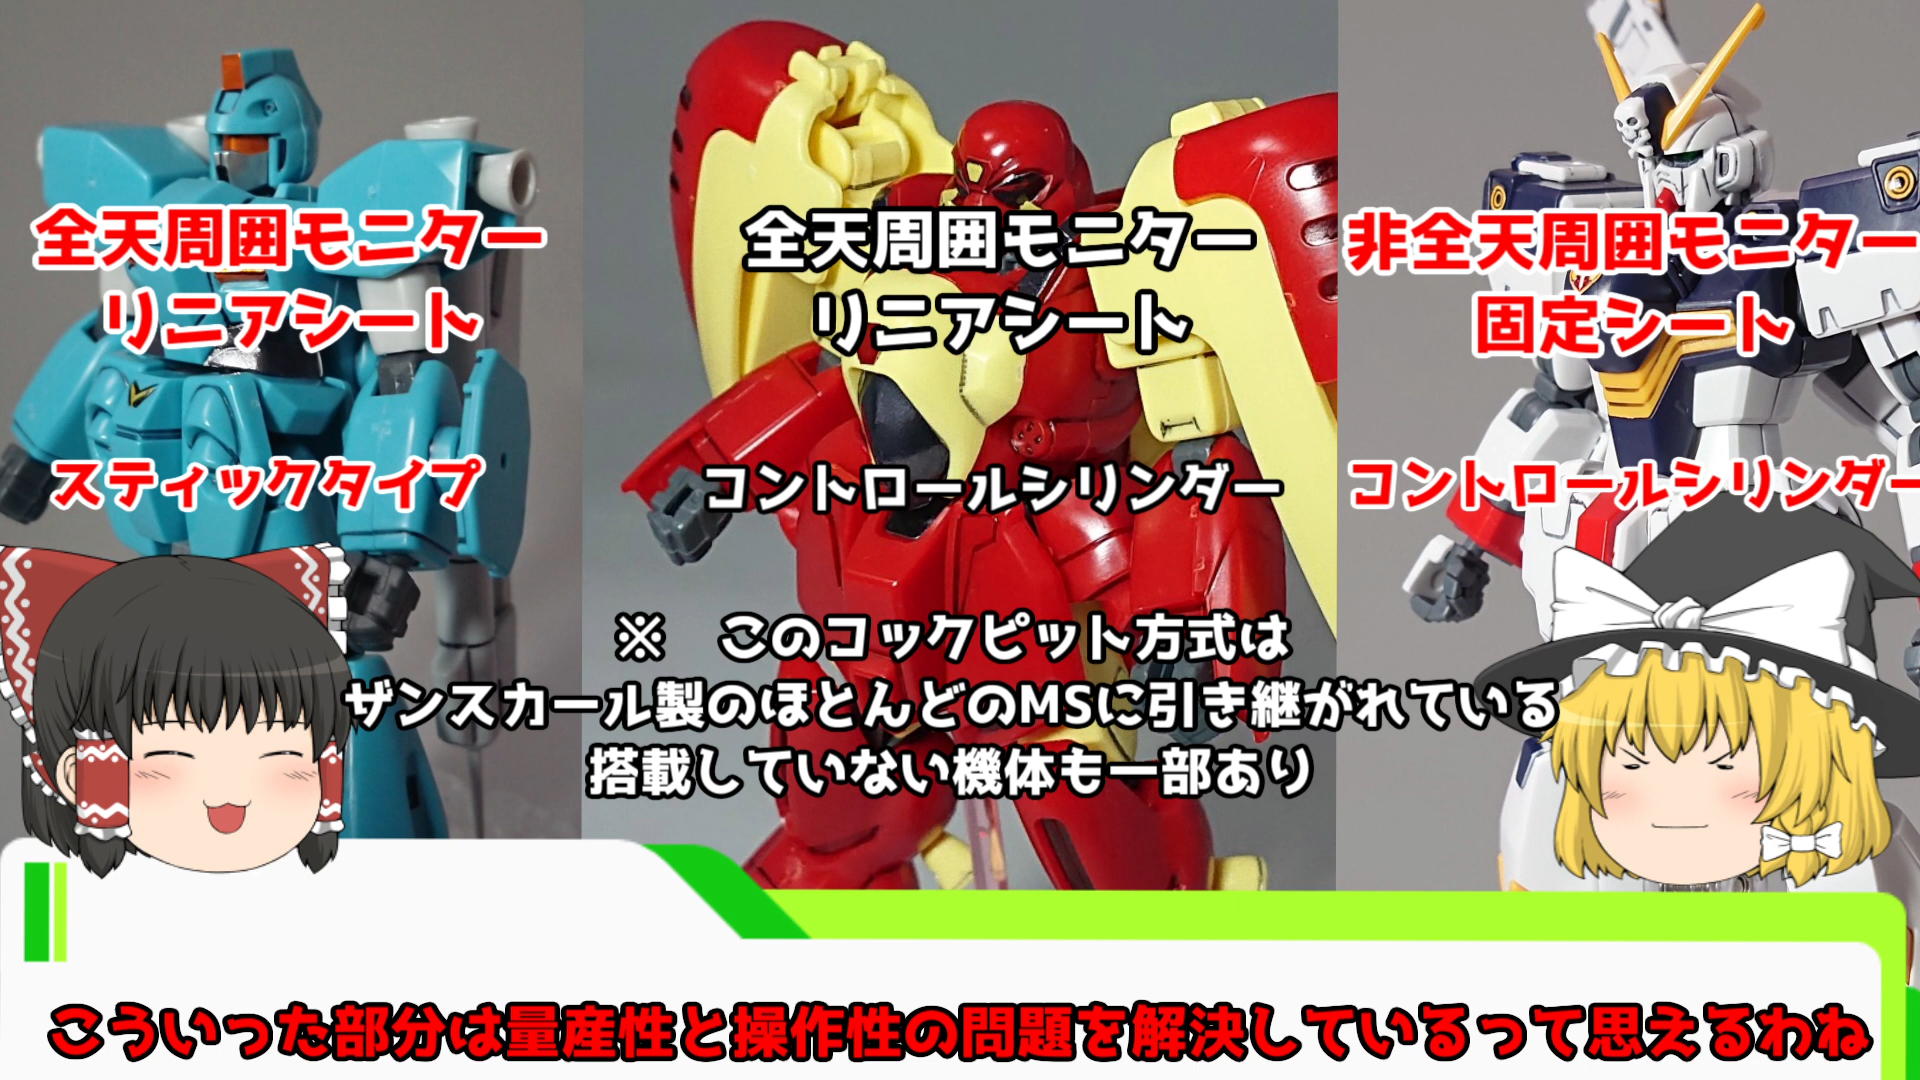 全天周囲モニター
リニアシート
スティックタイプ
全天周囲モニター
リニアシート
コントロールシリンダー
非全天周囲モニター
固定シート
コントロールシリンダー
※　このコックピット方式は
ザンスカール製のほとんどのMSに引き継がれている
搭載していない機体も一部あり
こういった部分は量産性と操作性の問題を解決しているって思えるわね